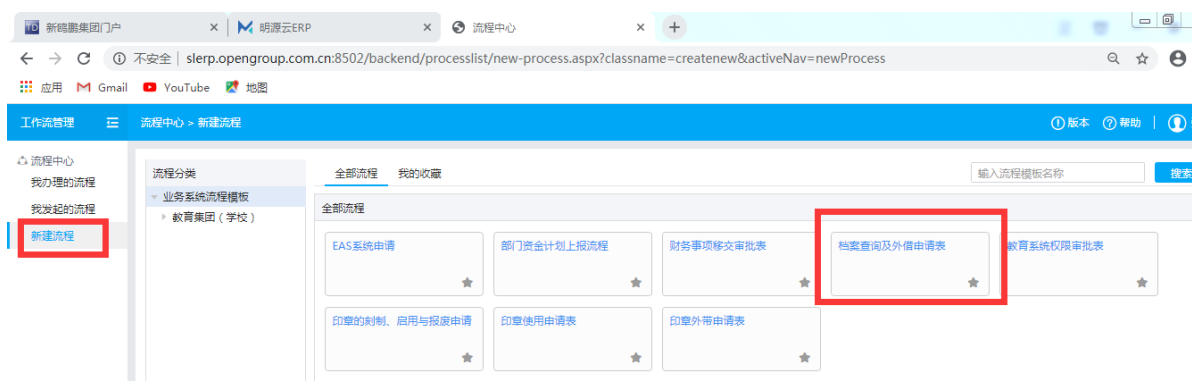 TD 新鸥鹏集团门户
明源云ERP
流程中心
不安全 | slerp.opengroup.com.cn:8502/backend/processlist/new-process.aspx?classname=createnew&activeNav=newProcess
应用 Gmail YouTube 地图
工作流管理 流程中心 > 新建流程 版本 帮助
流程中心
我办理的流程
我发起的流程
新建流程
流程分类
业务系统流程模板
教育集团（学校）
全部流程 我的收藏 输入流程模板名称 搜索
全部流程
EAS系统申请 部门资金计划上报流程 财务事项移交审批表 档案查询及外借申请表 教育系统权限审批表
印章的刻制、启用与报废申请 印章使用申请表 印章外带申请表